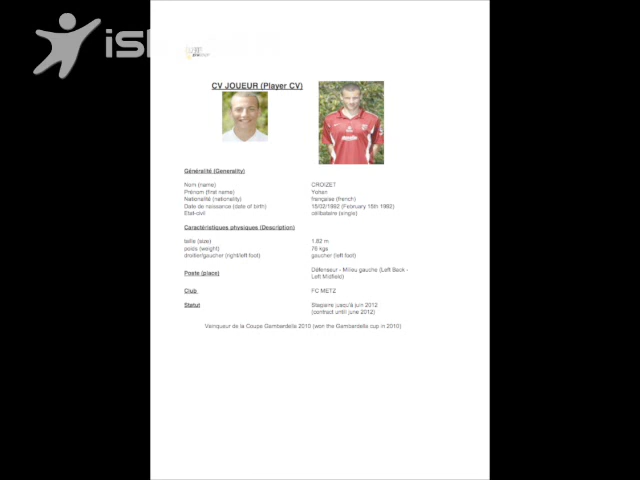 CV JOUEUR (Player CV)
Généralité (Generality)
Nom (name) CROIZET
Prénom (first name) Yohan
Nationalité (nationality) française (french)
Date de naissance (date of birth) 15/02/1992 (February 15th 1992)
Etat-civil célibataire (single)
Caractéristiques physiques (Description)
taille (size) 1.82 m
poids (weight) 76 kgs
droitier/gaucher (right/left foot) gaucher (left foot)
Poste (place) Défenseur - Milieu gauche (Left Back -
Left Midfield)
Club FC METZ
Statut Stagiaire jusqu'à juin 2012
(contract until june 2012)
Vainqueur de la Coupe Gambardella 2010 (won the Gambardella cup in 2010)